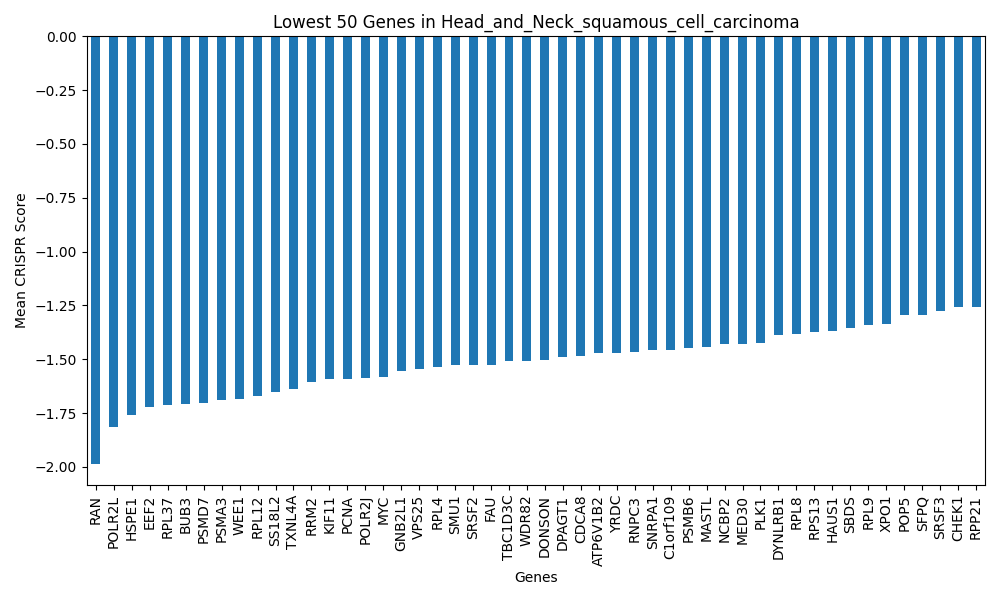 Lowest 50 Genes in Head_and_Neck_squamous_cell_carcinoma
0.00
−0.25
−0.50
−0.75
−1.00
−1.25
−1.50
−1.75
−2.00
Mean CRISPR Score
RAN
POLR2L
HSPE1
EEF2
RPL37
BUB3
PSMD7
PSMA3
WEE1
RPL12
SS18L2
TXNL4A
RRM2
KIF11
PCNA
POLR2J
MYC
GNB2L1
VPS25
RPL4
SMU1
SRSF2
FAU
TBC1D3C
WDR82
DONSON
DPAGT1
CDCA8
ATP6V1B2
YRDC
RNPC3
SNRPA1
C1orf109
PSMB6
MASTL
NCBP2
MED30
PLK1
DYNLRB1
RPL8
RPS13
HAUS1
SBDS
RPL9
XPO1
POP5
SFPQ
SRSF3
CHEK1
RPP21
Genes